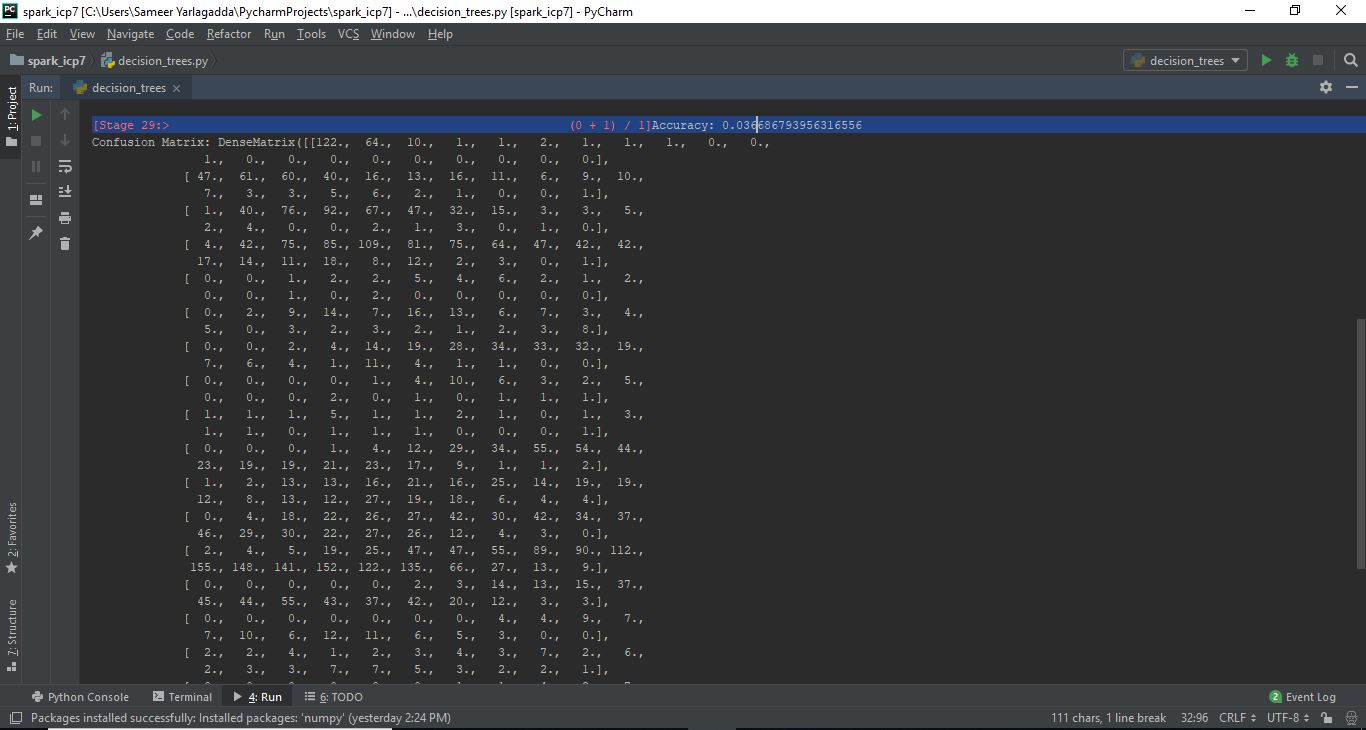 spark_icp7 [C:\Users\Sameer Yarlagadda\PycharmProjects\spark_icp7] - ...\decision_trees.py [spark_icp7] - PyCharm
File Edit View Navigate Code Refactor Run Tools VCS Window Help
spark_icp7 decision_trees.py decision_trees
Run: decision_trees
1: Project
[Stage 29:> (0 + 1) / 1]Accuracy: 0.036686793956316556
Confusion Matrix: DenseMatrix([[122., 64., 10., 1., 1., 2., 1., 1., 1., 0., 0.,
1., 0., 0., 0., 0., 0., 0., 0., 0., 0.],
[ 47., 61., 60., 40., 16., 13., 16., 11., 6., 9., 10.,
7., 3., 3., 5., 6., 2., 1., 0., 0., 1.],
[ 1., 40., 76., 92., 67., 47., 32., 15., 3., 3., 5.,
2., 4., 0., 0., 2., 1., 3., 0., 1., 0.],
[ 4., 42., 75., 85., 109., 81., 75., 64., 47., 42., 42.,
17., 14., 11., 18., 8., 12., 2., 3., 0., 1.],
[ 0., 0., 1., 2., 2., 5., 4., 6., 2., 1., 2.,
0., 0., 1., 0., 2., 0., 0., 0., 0., 0.],
[ 0., 2., 9., 14., 7., 16., 13., 6., 7., 3., 4.,
5., 0., 3., 2., 3., 2., 1., 2., 3., 8.],
[ 0., 0., 2., 4., 14., 19., 28., 34., 33., 32., 19.,
7., 6., 4., 1., 11., 4., 1., 1., 0., 0.],
[ 0., 0., 0., 0., 1., 4., 10., 6., 3., 2., 5.,
0., 0., 0., 2., 0., 1., 0., 1., 1., 1.],
[ 1., 1., 1., 5., 1., 1., 2., 1., 0., 1., 3.,
1., 1., 0., 1., 1., 1., 0., 0., 0., 1.],
[ 0., 0., 0., 1., 4., 12., 29., 34., 55., 54., 44.,
23., 19., 19., 21., 23., 17., 9., 1., 1., 2.],
[ 1., 2., 13., 13., 16., 21., 16., 25., 14., 19., 19.,
12., 8., 13., 12., 27., 19., 18., 6., 4., 4.],
[ 0., 4., 18., 22., 26., 27., 42., 30., 42., 34., 37.,
46., 29., 30., 22., 27., 26., 12., 4., 3., 0.],
[ 2., 4., 5., 19., 25., 47., 47., 55., 89., 90., 112.,
155., 148., 141., 152., 122., 135., 66., 27., 13., 9.],
[ 0., 0., 0., 0., 0., 2., 3., 14., 13., 15., 37.,
45., 44., 55., 43., 37., 42., 20., 12., 3., 3.],
[ 0., 0., 0., 0., 0., 0., 0., 4., 4., 9., 7.,
7., 10., 6., 12., 11., 6., 5., 3., 0., 0.],
[ 2., 2., 4., 1., 2., 3., 4., 3., 7., 2., 6.,
2., 3., 3., 7., 7., 5., 3., 2., 2., 1.],
2: Favorites
7: Structure
Python Console Terminal 4: Run 6: TODO 2 Event Log
Packages installed successfully: Installed packages: 'numpy' (yesterday 2:24 PM) 111 chars, 1 line break 32:96 CRLF UTF-8